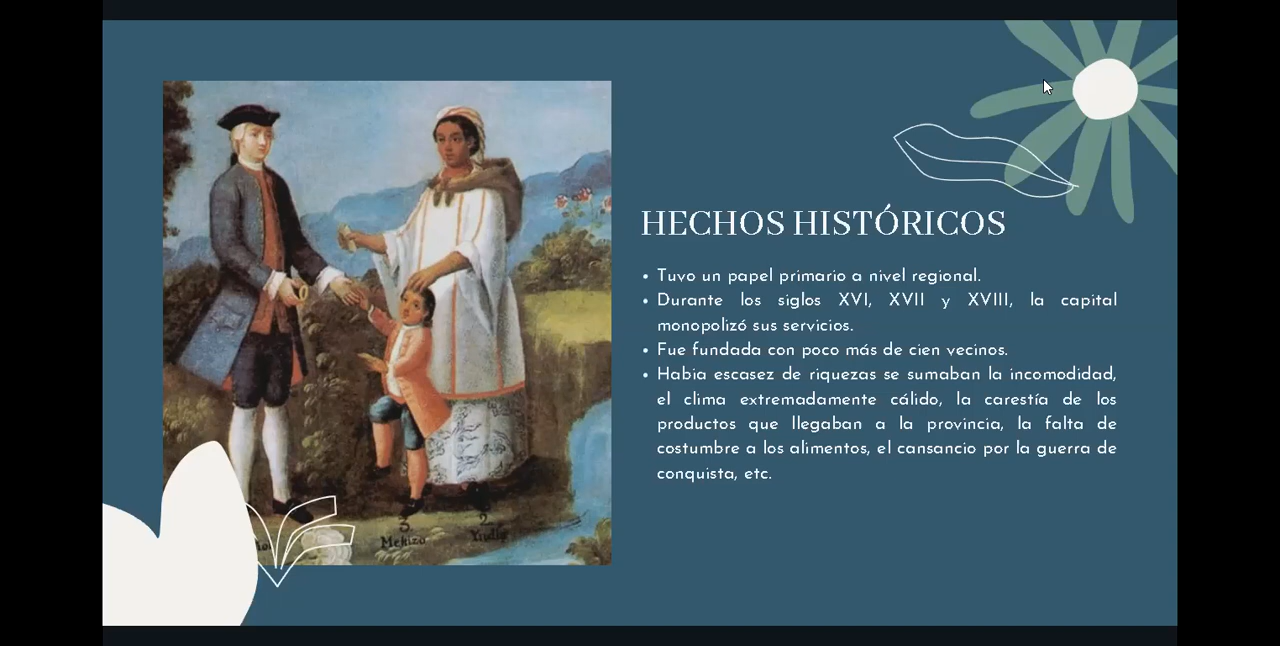 HECHOS HISTÓRICOS
• Tuvo un papel primario a nivel regional.
• Durante los siglos XVI, XVII y XVIII, la capital
monopolizó sus servicios.
• Fue fundada con poco más de cien vecinos.
• Habia escasez de riquezas se sumaban la incomodidad,
el clima extremadamente cálido, la carestía de los
productos que llegaban a la provincia, la falta de
costumbre a los alimentos, el cansancio por la guerra de
conquista, etc.
3. 2
Mestizo